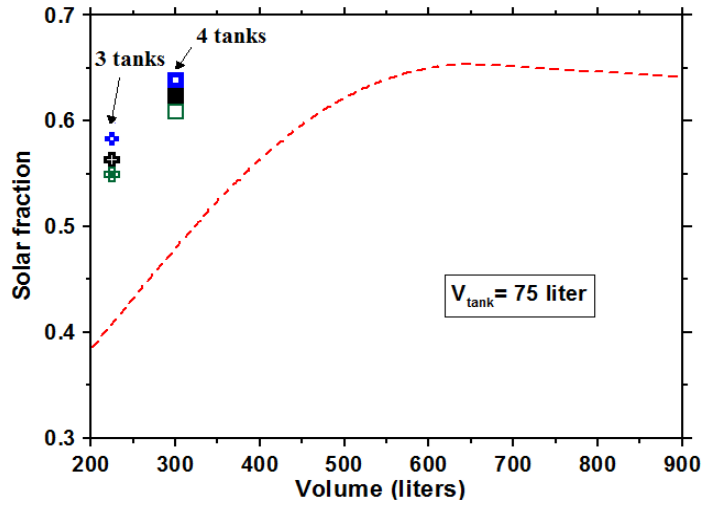 0.7
4 tanks
3 tanks
0.6
0.5
Solar fraction
V_tank= 75 liter
0.4
0.3
200 300 400 500 600 700 800 900
Volume (liters)